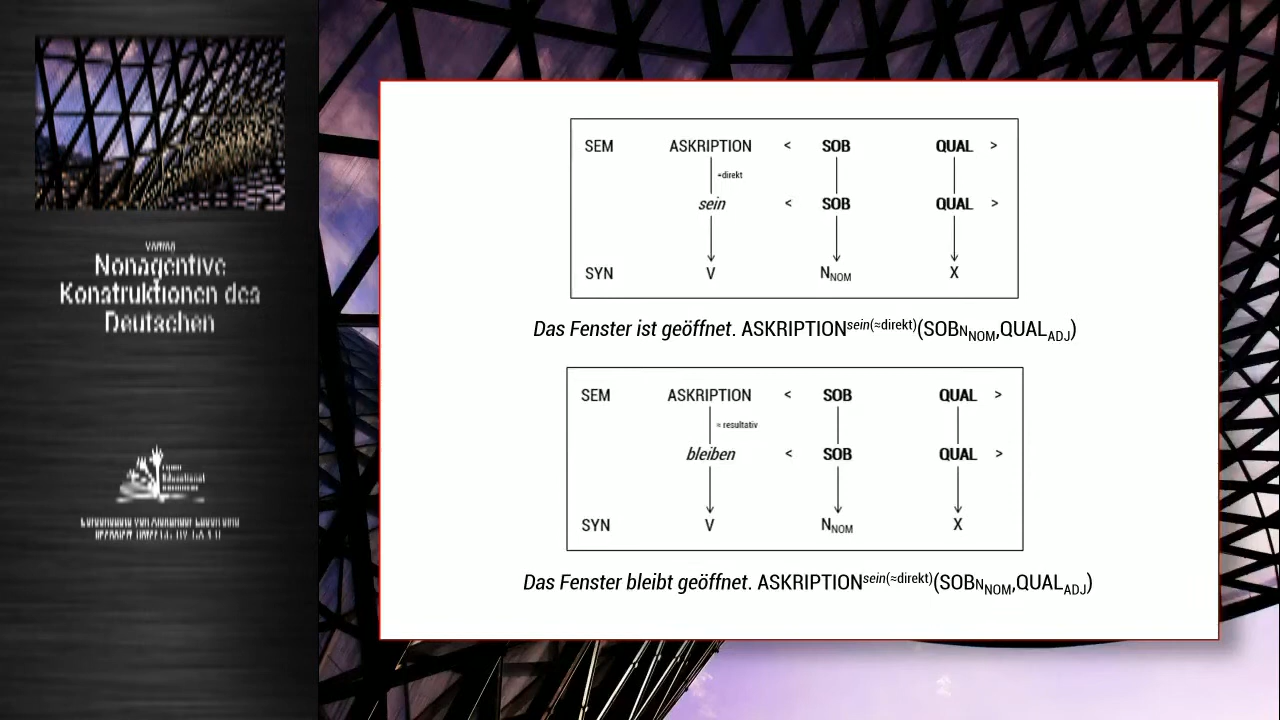 Vortrag
Nonagentive
Konstruktionen des
Deutschen
SEM ASKRIPTION < SOB QUAL >
≈direkt
sein < SOB QUAL >
SYN V NNOM X
Das Fenster ist geöffnet. ASKRIPTIONsein(≈direkt)(SOBNNOM,QUALADJ)
SEM ASKRIPTION < SOB QUAL >
≈ resultativ
bleiben < SOB QUAL >
SYN V NNOM X
Das Fenster bleibt geöffnet. ASKRIPTIONsein(≈direkt)(SOBNNOM,QUALADJ)
Educational